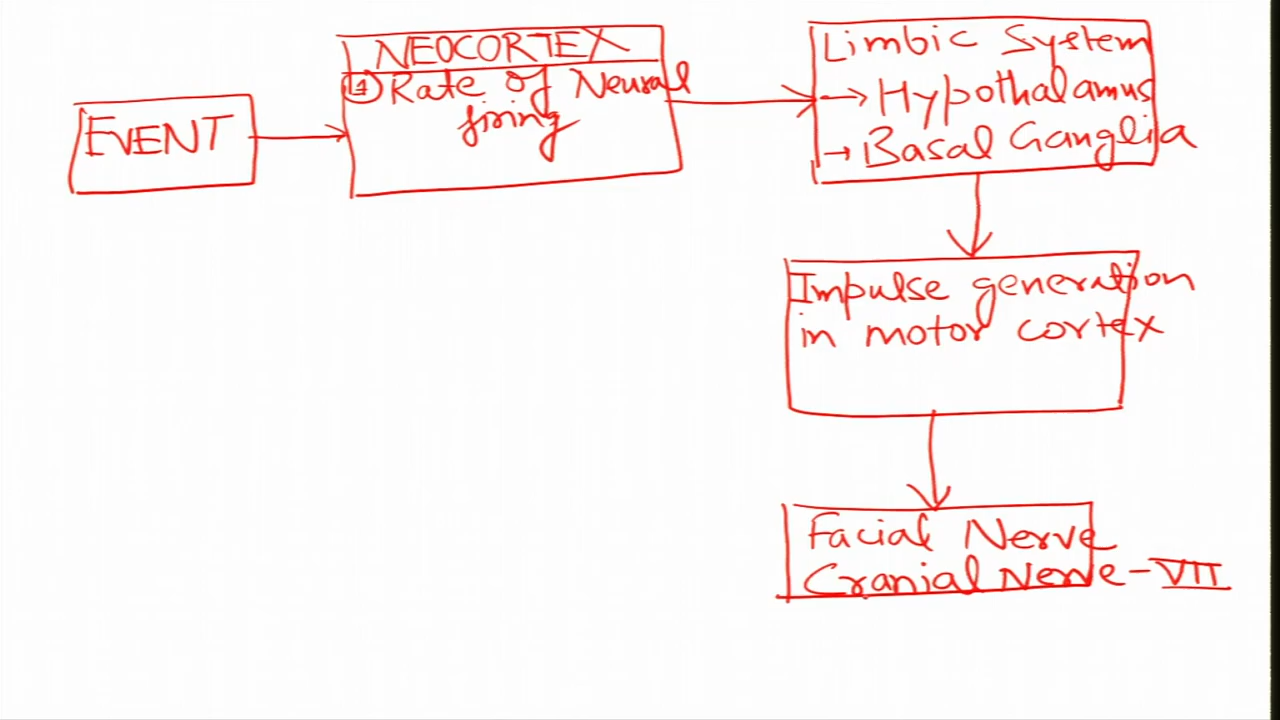 EVENT
NEOCORTEX
① Rate of Neural
firing
Limbic System
→ Hypothalamus
→ Basal Ganglia
Impulse generation
in motor cortex
Facial Nerve
Cranial Nerve - VII